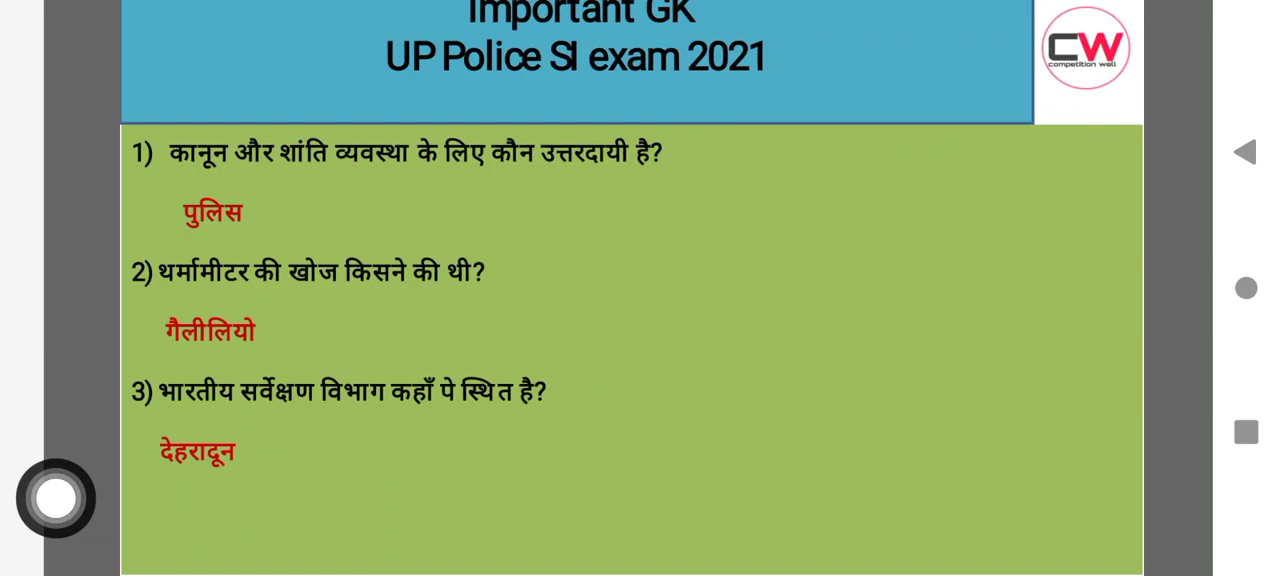 Important GK
UP Police SI exam 2021
CW
competition well
1) कानून और शांति व्यवस्था के लिए कौन उत्तरदायी है?
पुलिस
2) थर्मामीटर की खोज किसने की थी?
गैलीलियो
3) भारतीय सर्वेक्षण विभाग कहाँ पे स्थित है?
देहरादून